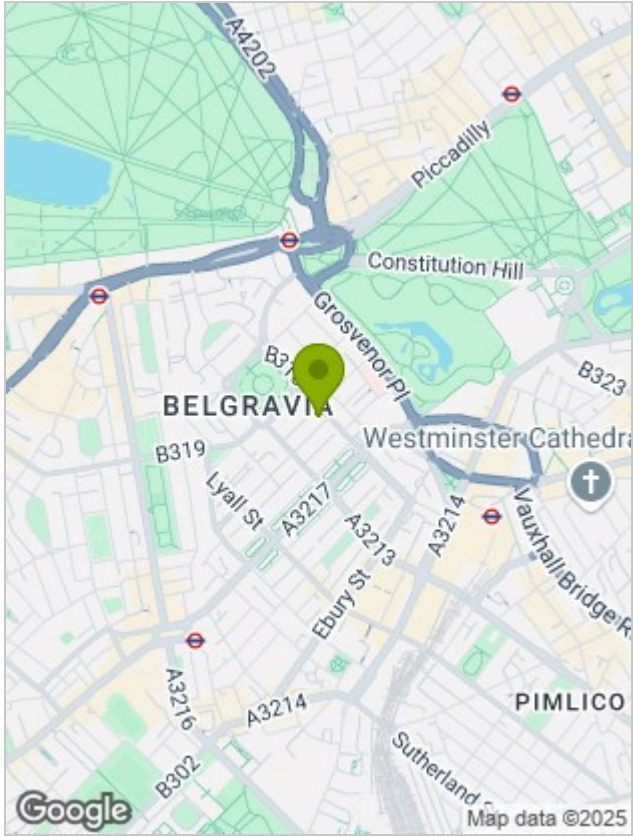 A4202
Piccadilly
Constitution Hill
Grosvenor Pl
B319
BELGRAVIA
B323
Westminster Cathedra
B319
Lyall St
A3217
A3213
A3214
Vauxhall Bridge R
Ebury St
A3216
A3214
PIMLICO
B302
Sutherland
Google
Map data ©2025